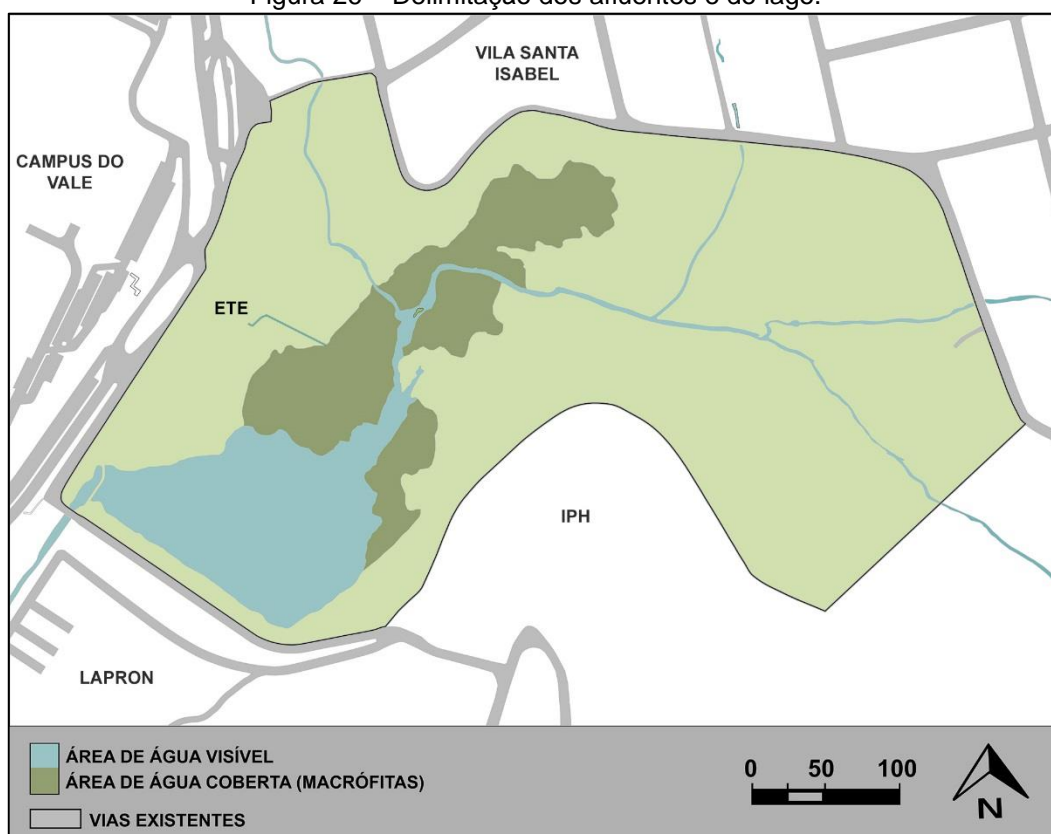 VILA SANTA
ISABEL
CAMPUS DO
VALE
ETE
IPH
LAPRON
ÁREA DE ÁGUA VISÍVEL
ÁREA DE ÁGUA COBERTA (MACRÓFITAS)
VIAS EXISTENTES
0 50 100
N